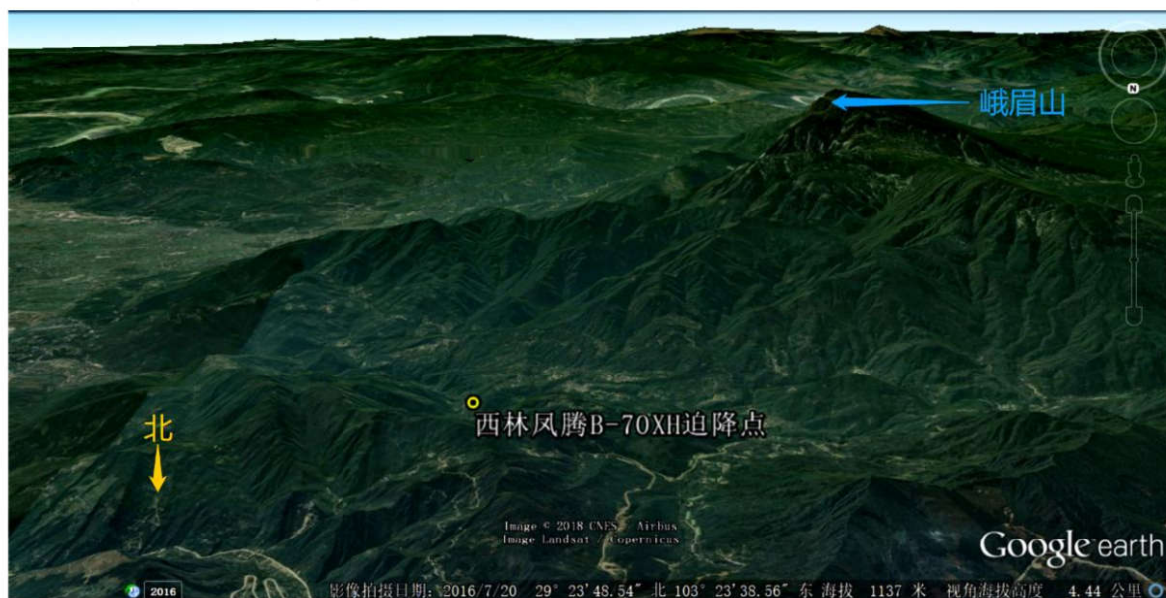 峨眉山
N
西林凤腾B-70XH迫降点
北
Image © 2018 CNES / Airbus
Image Landsat / Copernicus
Google earth
2016
影像拍摄日期: 2016/7/20 29° 23'48.54" 北 103° 23'38.56" 东 海拔 1137 米 视角海拔高度 4.44 公里